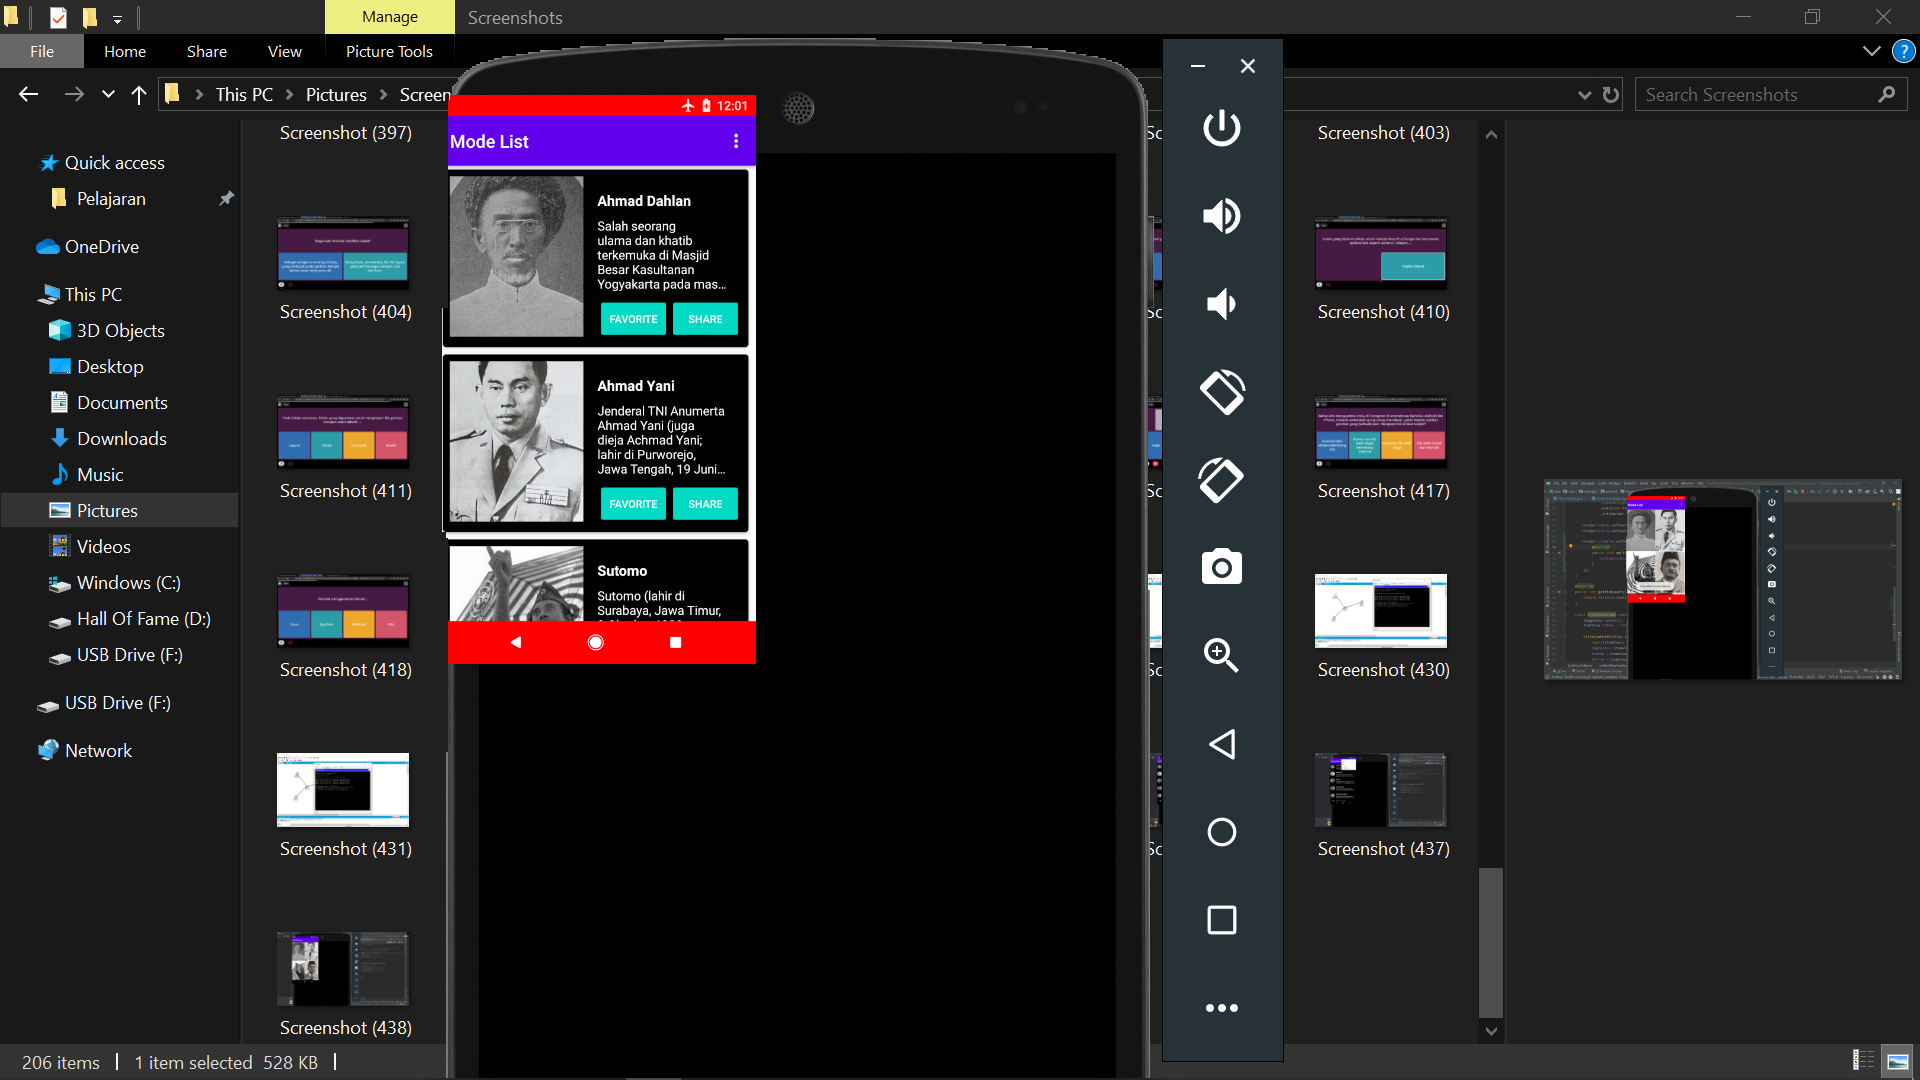 Manage
Screenshots
File
Home
Share
View
Picture Tools
This PC
Pictures
Screen
Search Screenshots
Quick access
Pelajaran
OneDrive
This PC
3D Objects
Desktop
Documents
Downloads
Music
Pictures
Videos
Windows (C:)
Hall Of Fame (D:)
USB Drive (F:)
USB Drive (F:)
Network
Screenshot (397)
Screenshot (404)
Screenshot (411)
Screenshot (418)
Screenshot (431)
Screenshot (438)
12:01
Mode List
Ahmad Dahlan
Salah seorang
ulama dan khatib
terkemuka di Masjid
Besar Kasultanan
Yogyakarta pada mas...
FAVORITE
SHARE
Ahmad Yani
Jenderal TNI Anumerta
Ahmad Yani (juga
dieja Achmad Yani;
lahir di Purworejo,
Jawa Tengah, 19 Juni...
FAVORITE
SHARE
Sutomo
Sutomo (lahir di
Surabaya, Jawa Timur,
Screenshot (403)
Screenshot (410)
Screenshot (417)
Screenshot (430)
Screenshot (437)
206 items
1 item selected 528 KB